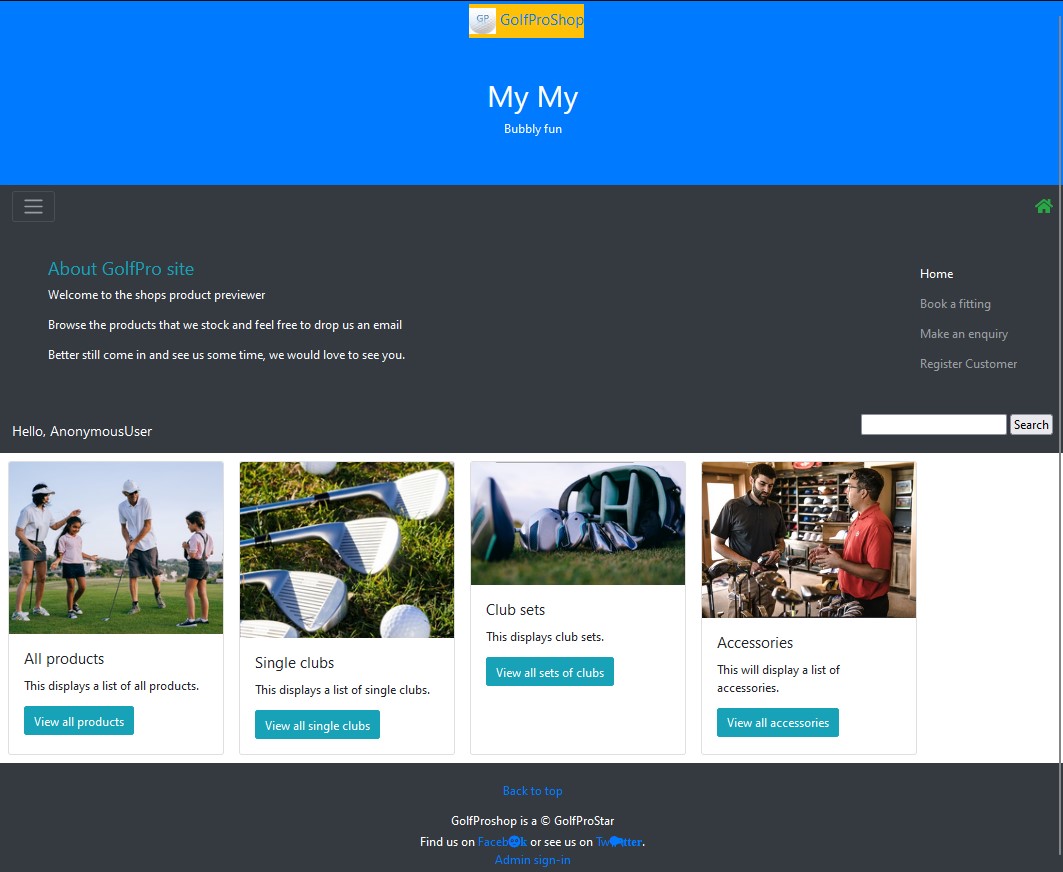 GP GolfProShop
My My
Bubbly fun
About GolfPro site
Welcome to the shops product previewer
Browse the products that we stock and feel free to drop us an email
Better still come in and see us some time, we would love to see you.
Home
Book a fitting
Make an enquiry
Register Customer
Hello, AnonymousUser
Search
All products
This displays a list of all products.
View all products
Single clubs
This displays a list of single clubs.
View all single clubs
Club sets
This displays club sets.
View all sets of clubs
Accessories
This will display a list of
accessories.
View all accessories
Back to top
GolfProshop is a © GolfProStar
Find us on Facebook or see us on Twitter.
Admin sign-in